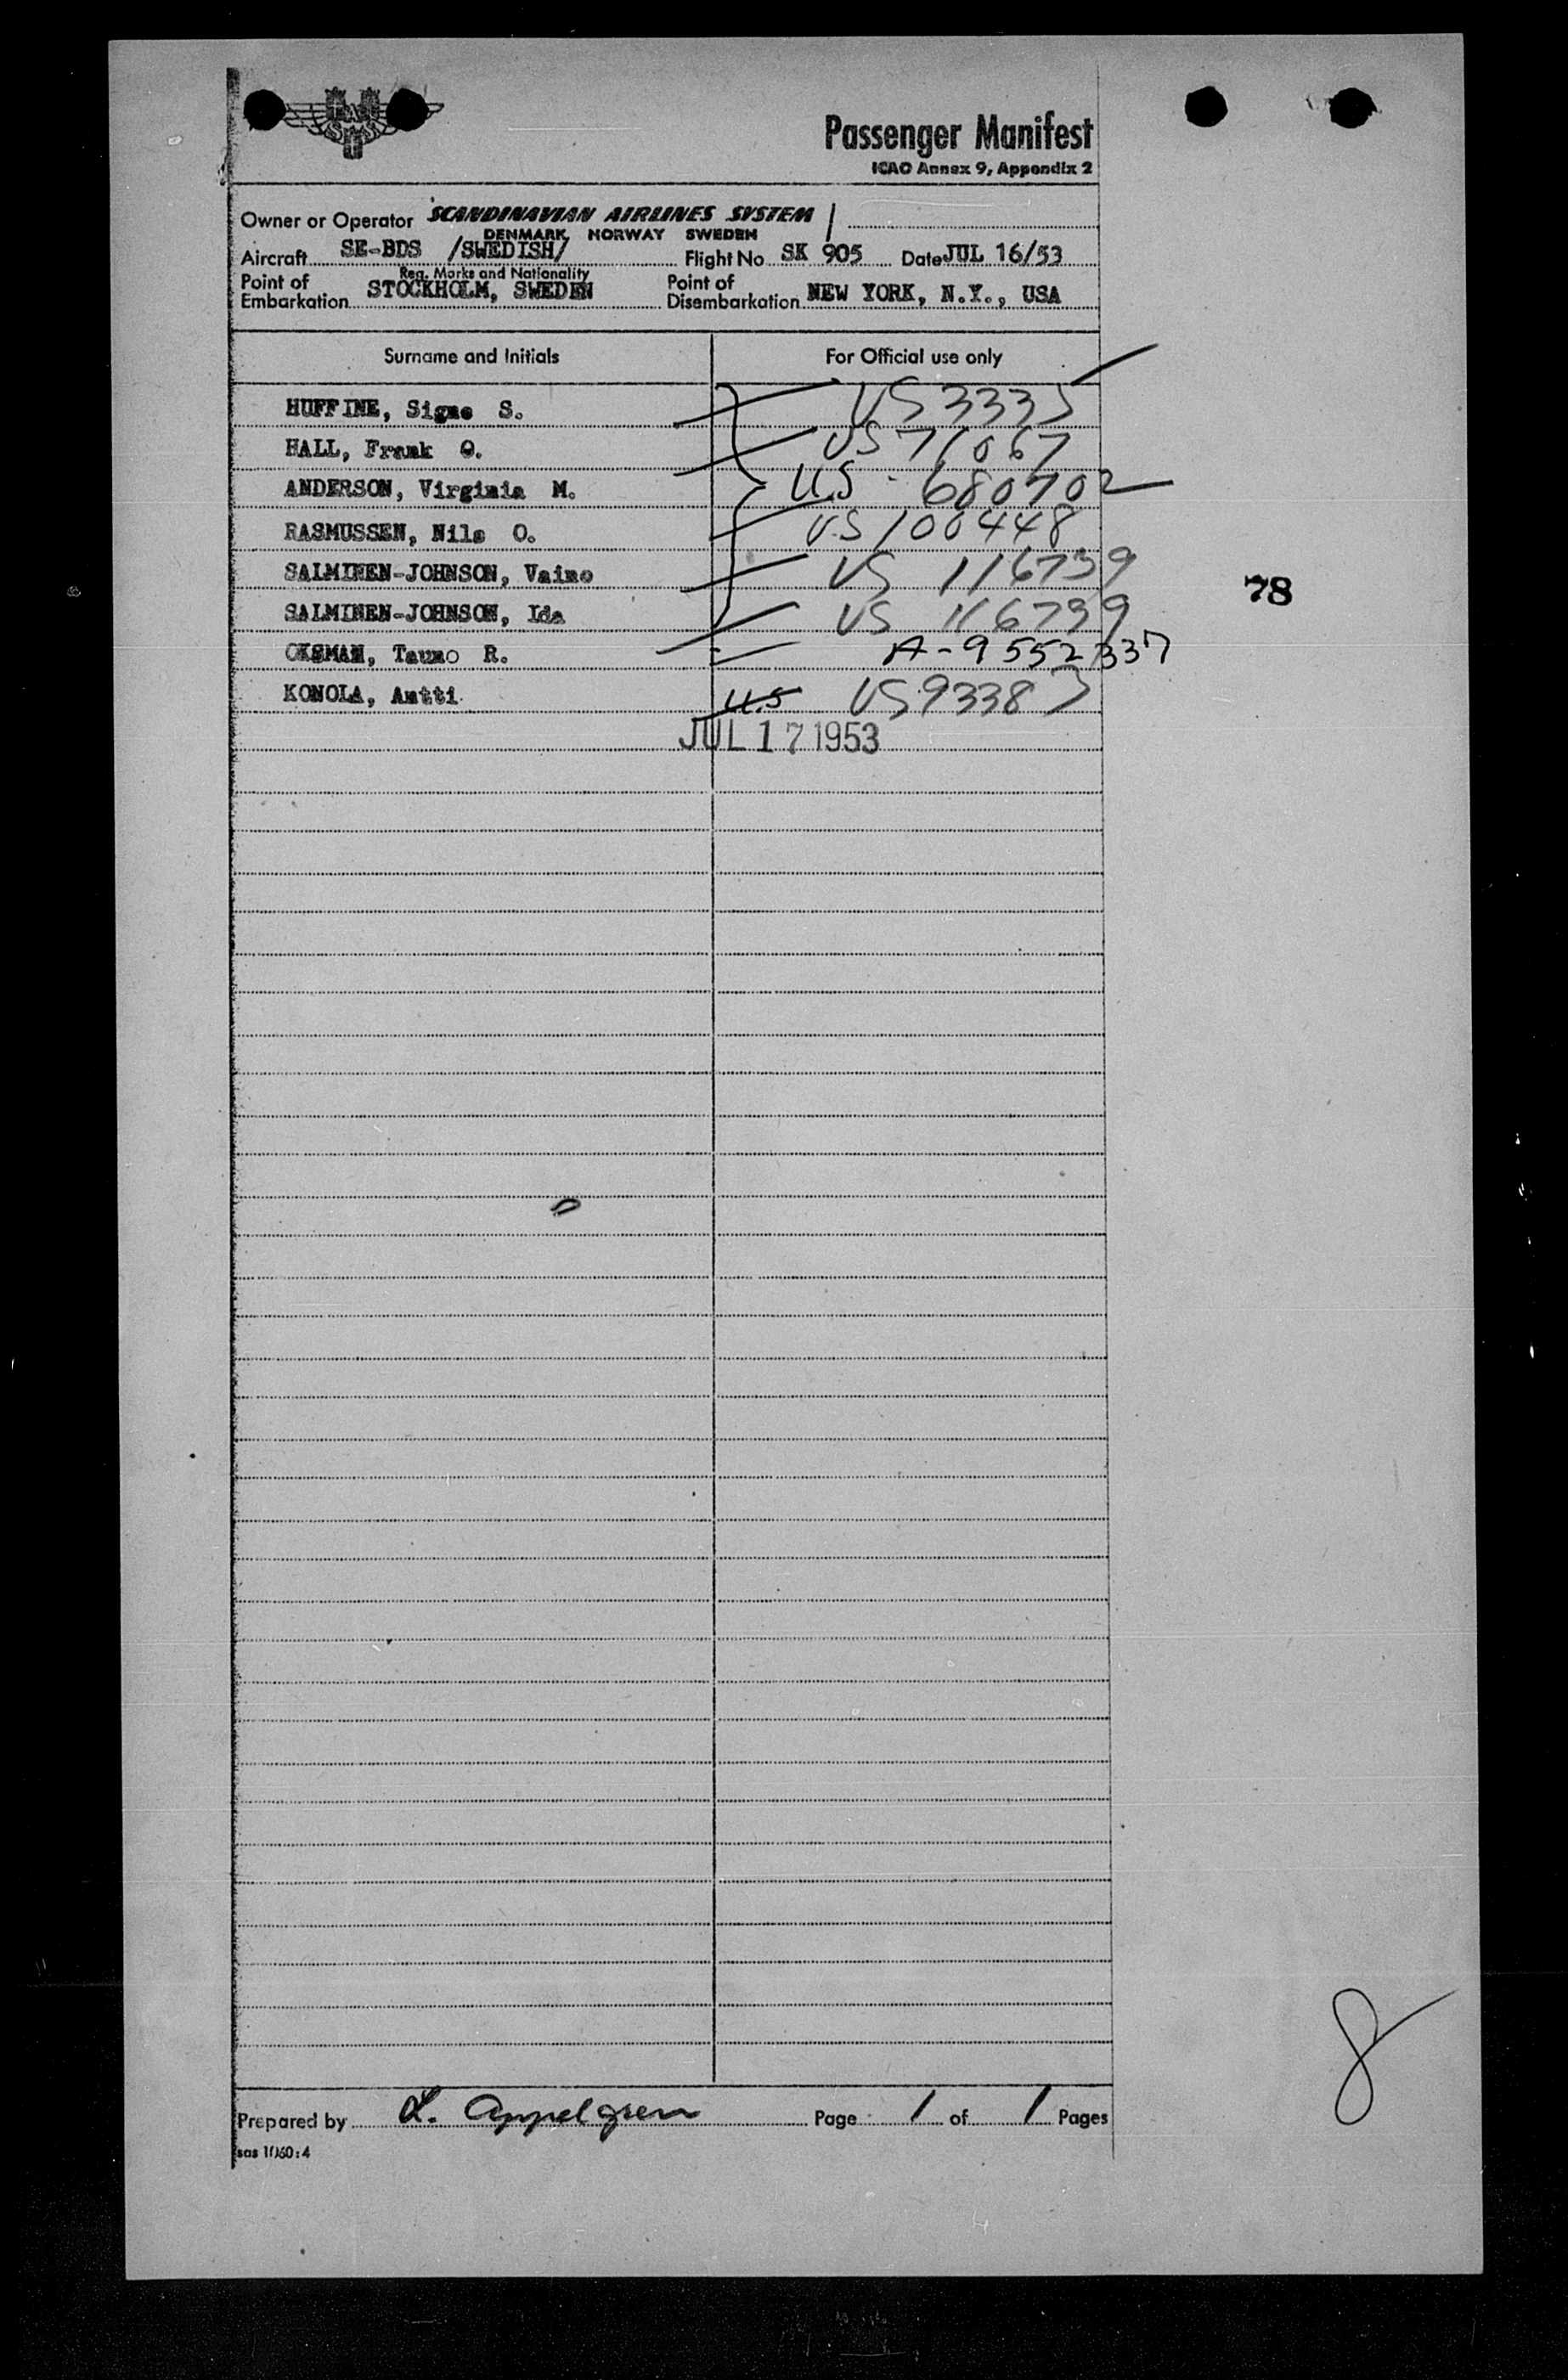 SAS
Passenger Manifest
ICAO Annex 9, Appendix 2
Owner or Operator SCANDINAVIAN AIRLINES SYSTEM
DENMARK NORWAY SWEDEN
Aircraft SE-BDS /SWEDISH/ Flight No SK 905 Date JUL 16/53
Reg. Marks and Nationality
Point of Embarkation STOCKHOLM, SWEDEN Point of Disembarkation NEW YORK, N.Y., USA
Surname and Initials For Official use only
HUFFINE, Signe S. US 3335
HALL, Frank O. US 71067
ANDERSON, Virginia M. U.S - 680702
RASMUSSEN, Nils O. US 100448
SALMINEN-JOHNSON, Vaino US 116739
78
SALMINEN-JOHNSON, Ida US 116739
OKSMAN, Tauno R. A-9552337
KONOLA, Antti U.S US 93383
JUL 17 1953
8
Prepared by L. Appelgren Page 1 of 1 Pages
sas 1060:4